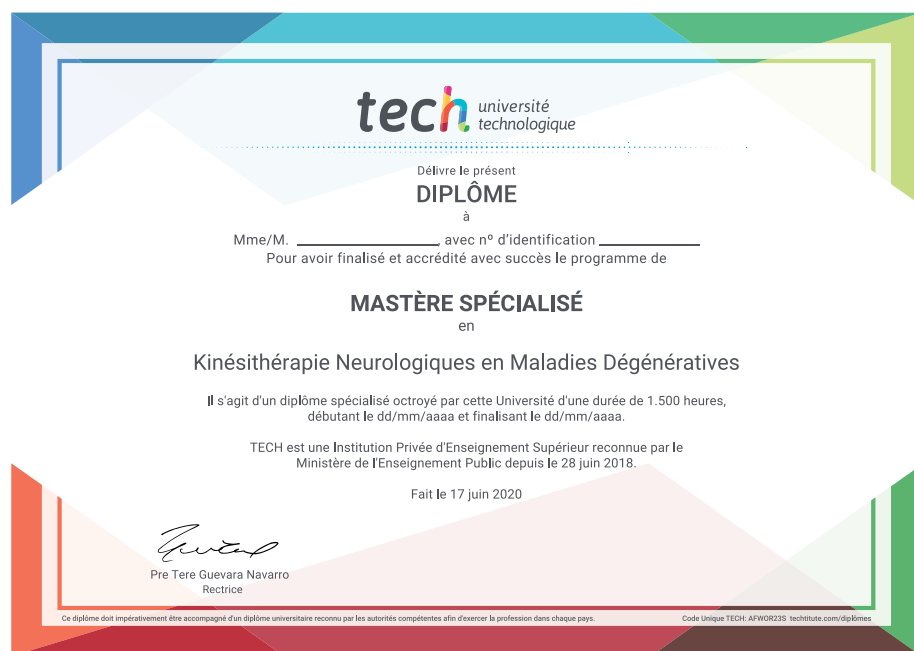 tech université
technologique
Délivre le présent
DIPLÔME
à
Mme/M. ____________________, avec nº d'identification ______________
Pour avoir finalisé et accrédité avec succès le programme de
MASTÈRE SPÉCIALISÉ
en
Kinésithérapie Neurologiques en Maladies Dégénératives
Il s'agit d'un diplôme spécialisé octroyé par cette Université d'une durée de 1.500 heures,
débutant le dd/mm/aaaa et finalisant le dd/mm/aaaa.
TECH est une Institution Privée d'Enseignement Supérieur reconnue par le
Ministère de l'Enseignement Public depuis le 28 juin 2018.
Fait le 17 juin 2020
Pre Tere Guevara Navarro
Rectrice
Ce diplôme doit impérativement être accompagné d'un diplôme universitaire reconnu par les autorités compétentes afin d'exercer la profession dans chaque pays.
Code Unique TECH: AFWOR23S techtitute.com/diplômes